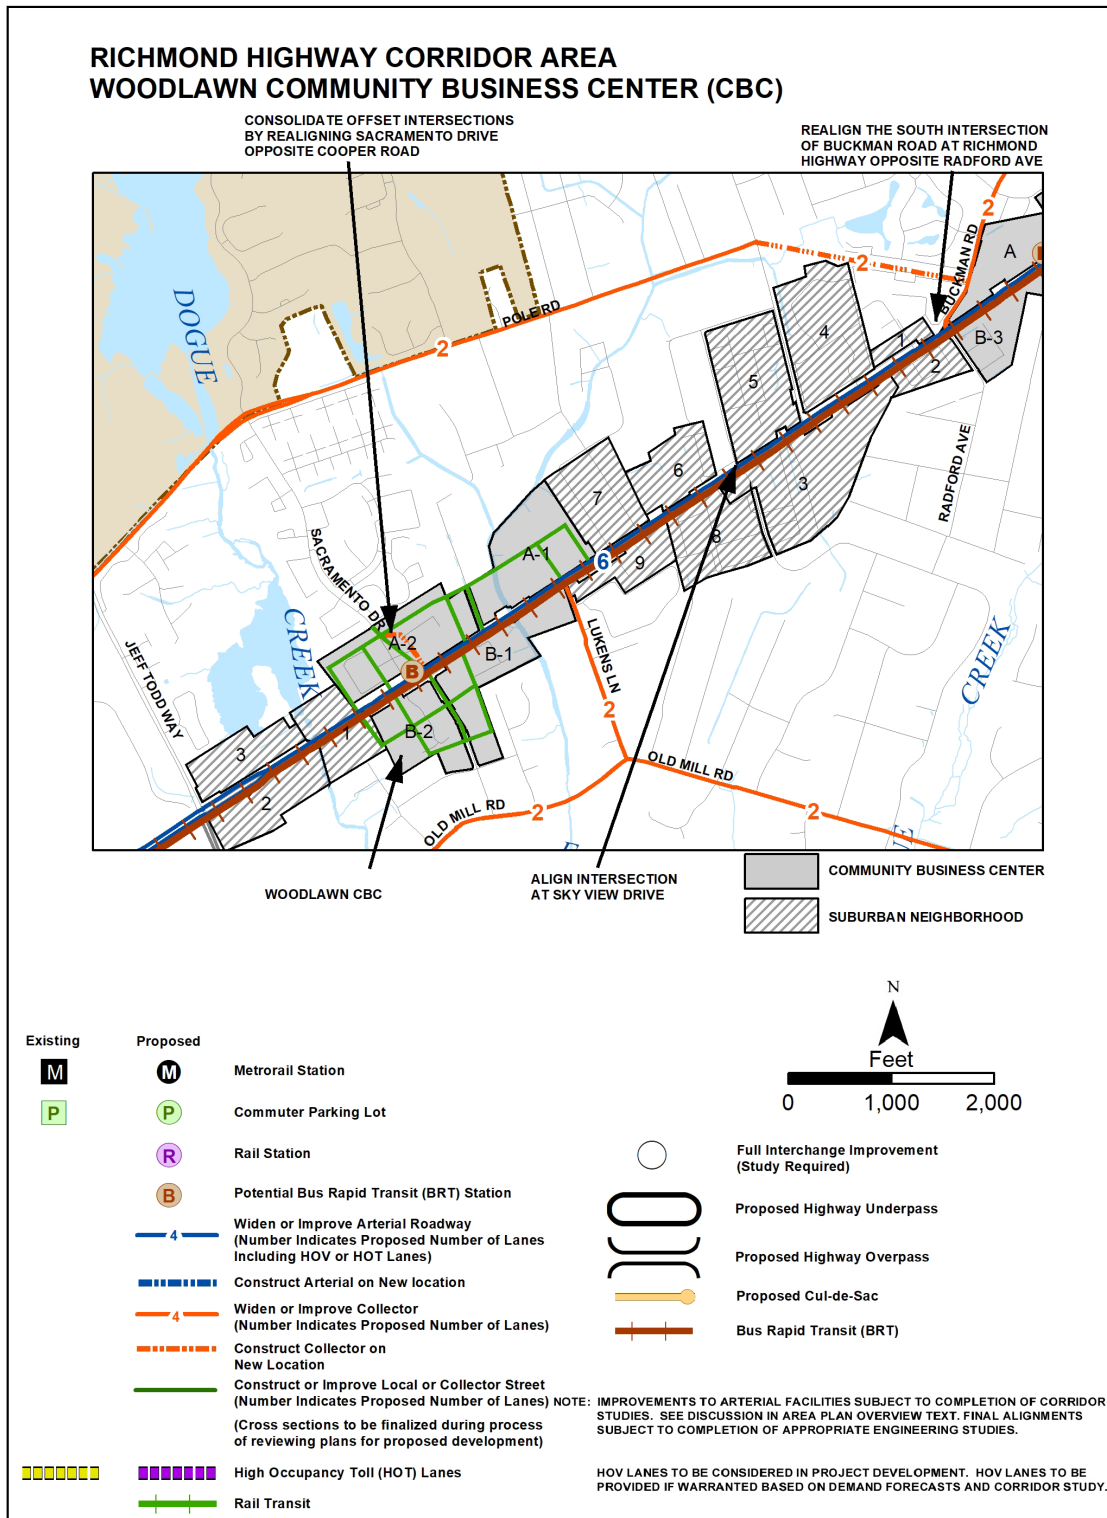 RICHMOND HIGHWAY CORRIDOR AREA
WOODLAWN COMMUNITY BUSINESS CENTER (CBC)
CONSOLIDATE OFFSET INTERSECTIONS
BY REALIGNING SACRAMENTO DRIVE
OPPOSITE COOPER ROAD
REALIGN THE SOUTH INTERSECTION
OF BUCKMAN ROAD AT RICHMOND
HIGHWAY OPPOSITE RADFORD AVE
2
BUCKMAN RD
A
2
DOGUE
POLE RD
2
4
1
B-3
2
5
RADFORD AVE
6
3
7
8
A-1
6
9
SACRAMENTO DR
A-2
B
B-1
LUKENS LN
CREEK
CREEK
JEFF TODD WAY
B-2
1
2
3
2
OLD MILL RD
OLD MILL RD
2
2
WOODLAWN CBC
ALIGN INTERSECTION
AT SKY VIEW DRIVE
COMMUNITY BUSINESS CENTER
SUBURBAN NEIGHBORHOOD
N
Feet
0 1,000 2,000
Existing Proposed
M M Metrorail Station
P P Commuter Parking Lot
R Rail Station
B Potential Bus Rapid Transit (BRT) Station
4 Widen or Improve Arterial Roadway
(Number Indicates Proposed Number of Lanes
Including HOV or HOT Lanes)
Construct Arterial on New location
4 Widen or Improve Collector
(Number Indicates Proposed Number of Lanes)
Construct Collector on
New Location
Construct or Improve Local or Collector Street
(Number Indicates Proposed Number of Lanes)
(Cross sections to be finalized during process
of reviewing plans for proposed development)
High Occupancy Toll (HOT) Lanes
Rail Transit
Full Interchange Improvement
(Study Required)
Proposed Highway Underpass
Proposed Highway Overpass
Proposed Cul-de-Sac
Bus Rapid Transit (BRT)
NOTE: IMPROVEMENTS TO ARTERIAL FACILITIES SUBJECT TO COMPLETION OF CORRIDOR
STUDIES. SEE DISCUSSION IN AREA PLAN OVERVIEW TEXT. FINAL ALIGNMENTS
SUBJECT TO COMPLETION OF APPROPRIATE ENGINEERING STUDIES.
HOV LANES TO BE CONSIDERED IN PROJECT DEVELOPMENT. HOV LANES TO BE
PROVIDED IF WARRANTED BASED ON DEMAND FORECASTS AND CORRIDOR STUDY.